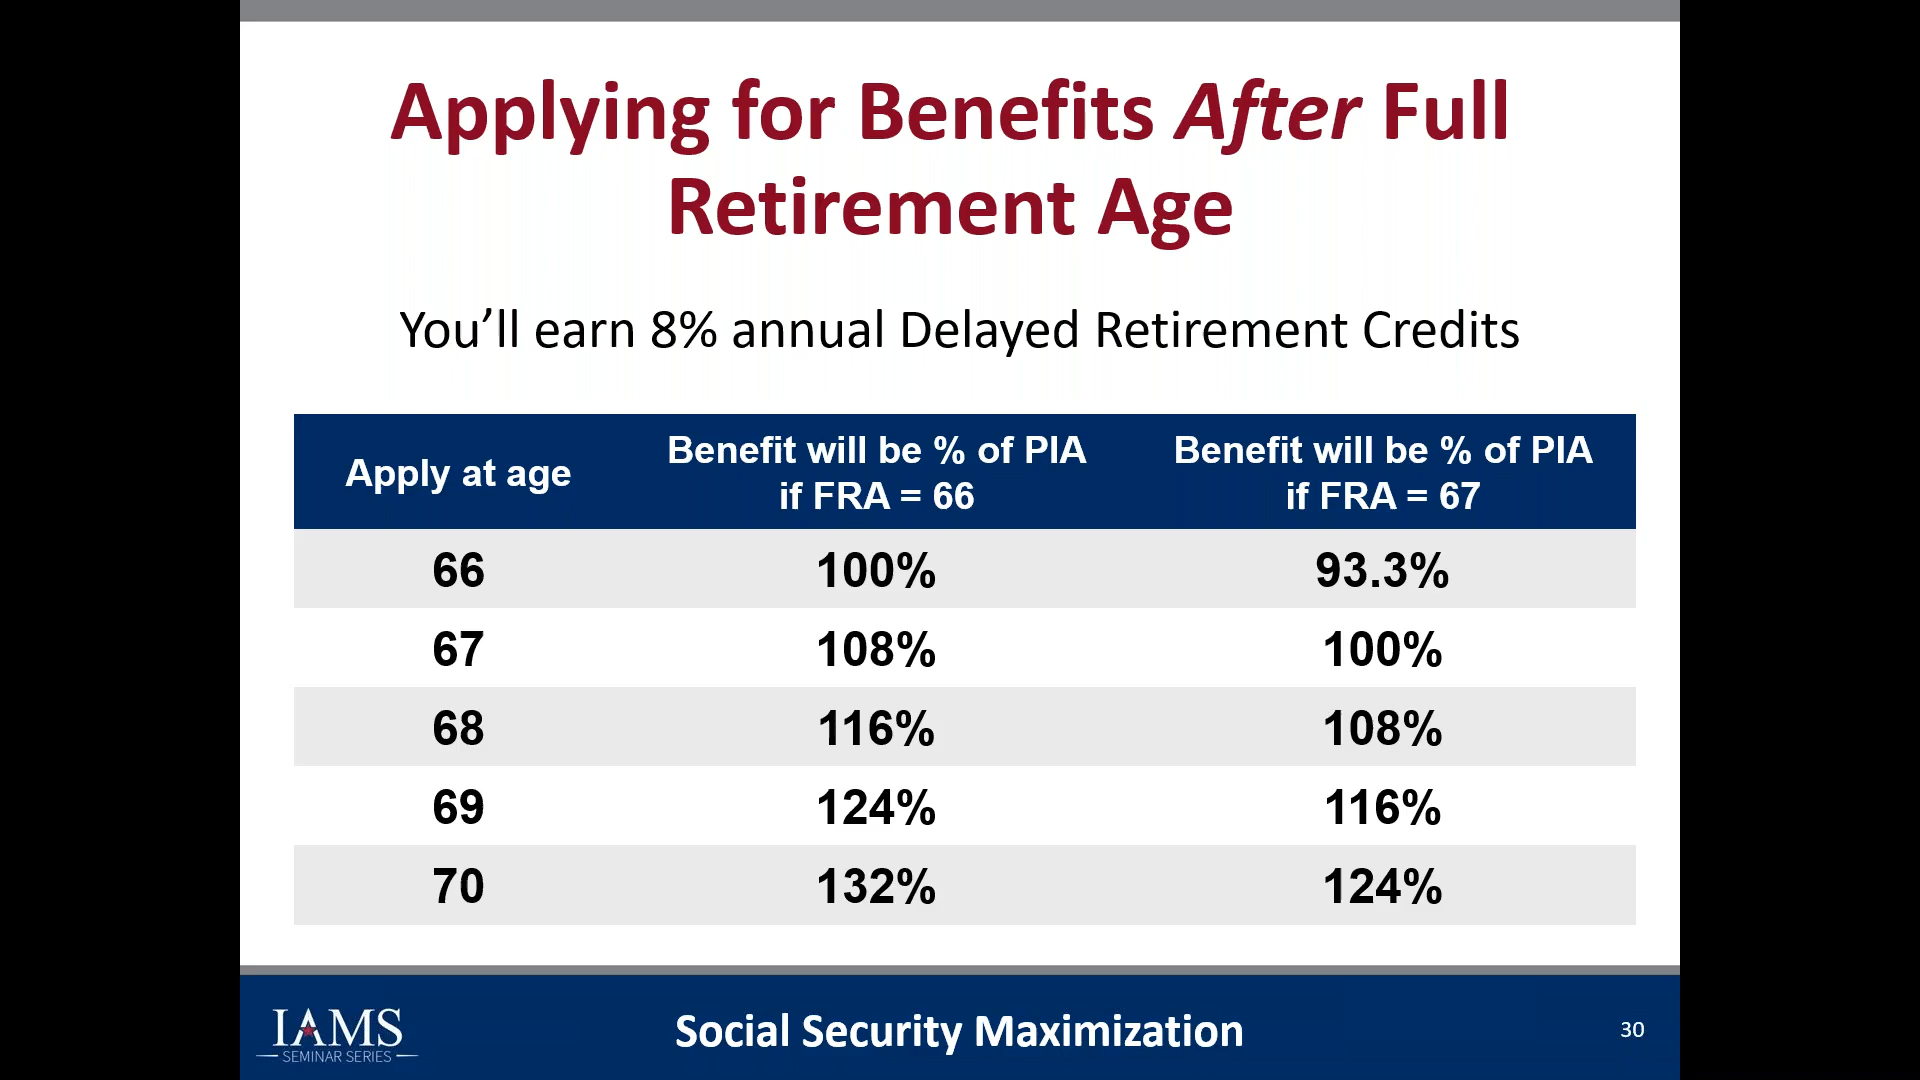 Applying for Benefits After Full
Retirement Age
You’ll earn 8% annual Delayed Retirement Credits
Apply at age
Benefit will be % of PIA
if FRA = 66
Benefit will be % of PIA
if FRA = 67
66 100% 93.3%
67 108% 100%
68 116% 108%
69 124% 116%
70 132% 124%
IAMS
SEMINAR SERIES
Social Security Maximization
30